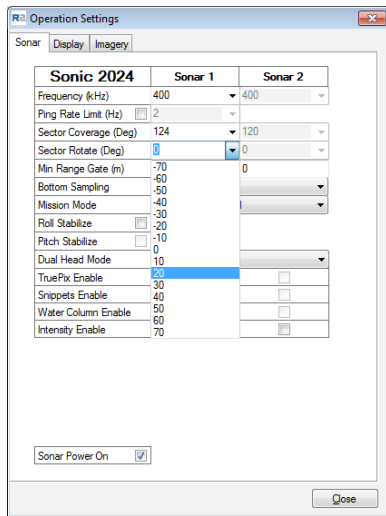 R2 Operation Settings
Sonar Display Imagery
Sonic 2024 Sonar 1 Sonar 2
Frequency (kHz) 400 400
Ping Rate Limit (Hz) 2
Sector Coverage (Deg) 124 120
Sector Rotate (Deg) 0 0
Min Range Gate (m) 0
Bottom Sampling
Mission Mode
Roll Stabilize
Pitch Stabilize
Dual Head Mode
TruePix Enable
Snippets Enable
Water Column Enable
Intensity Enable
-70
-60
-50
-40
-30
-20
-10
0
10
20
30
40
50
60
70
Sonar Power On
Close